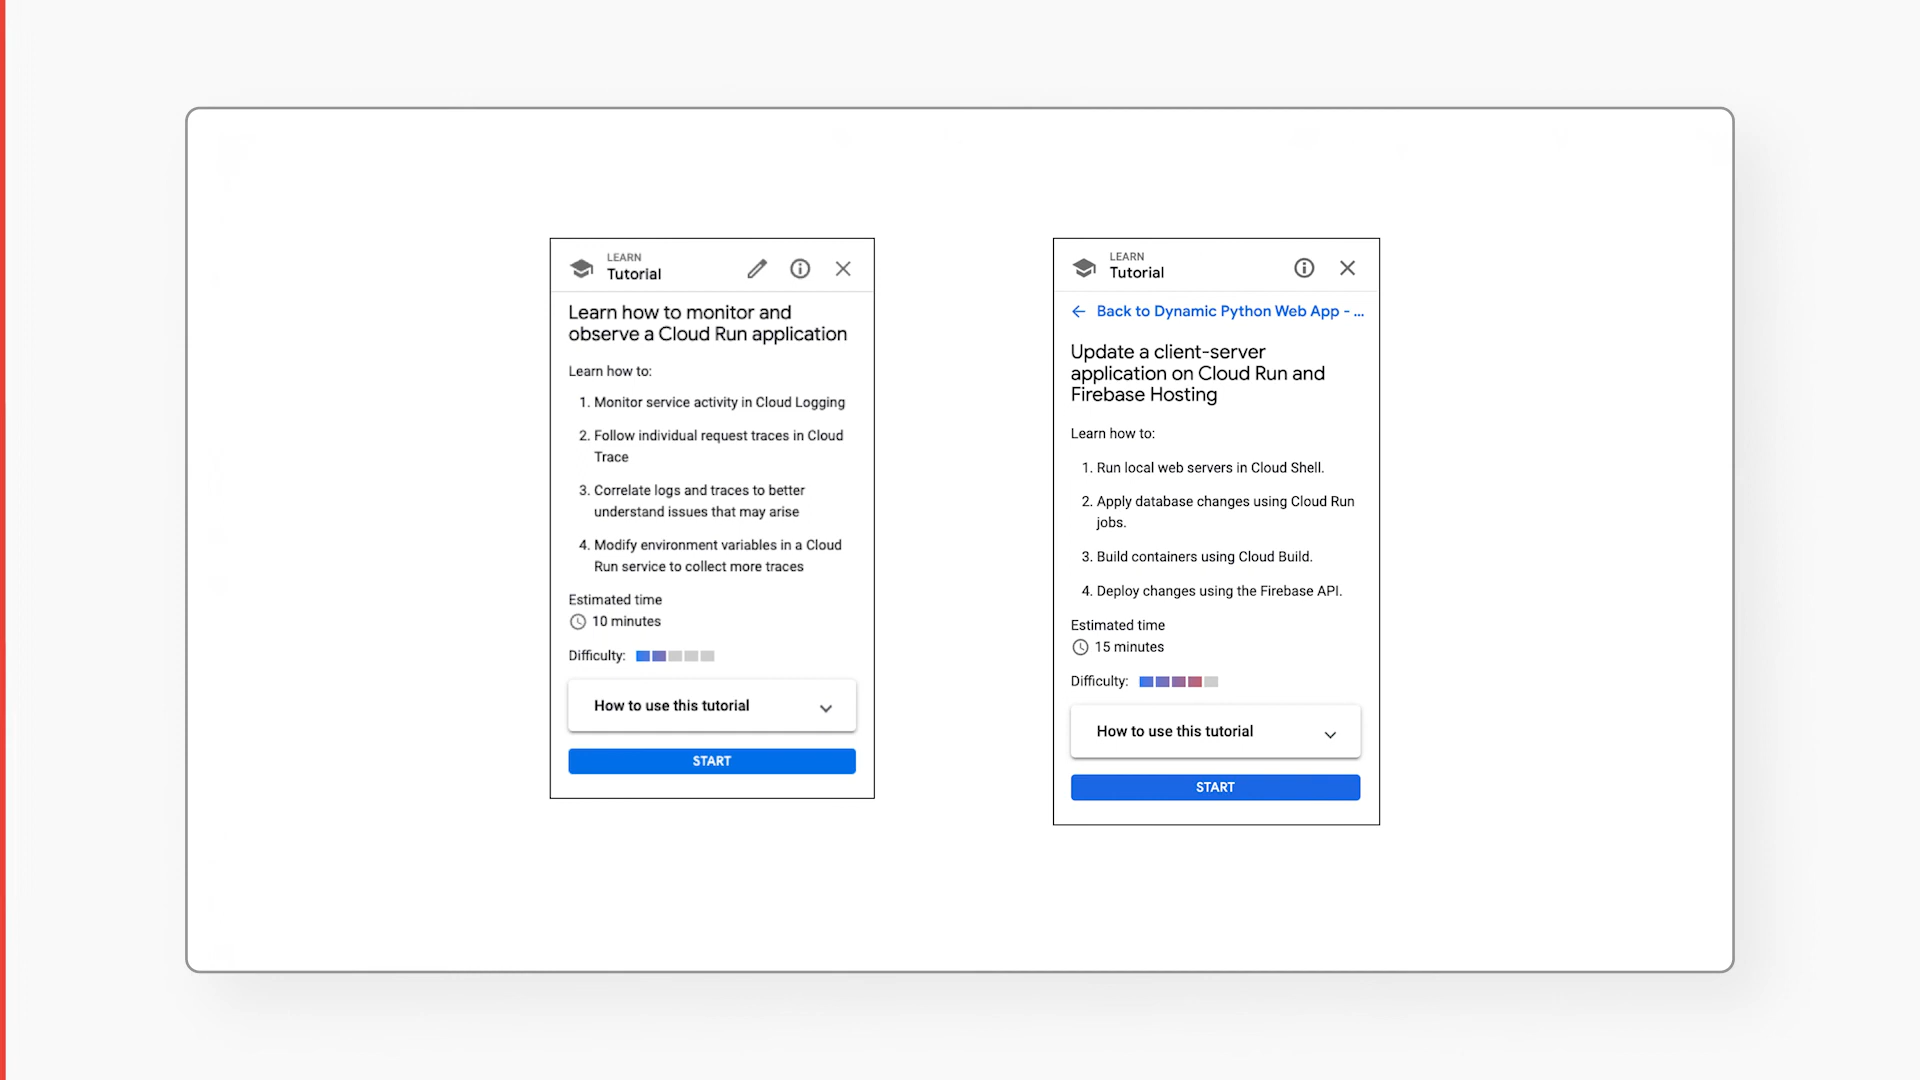 LEARN
Tutorial
Learn how to monitor and
observe a Cloud Run application
Learn how to:
1. Monitor service activity in Cloud Logging
2. Follow individual request traces in Cloud
Trace
3. Correlate logs and traces to better
understand issues that may arise
4. Modify environment variables in a Cloud
Run service to collect more traces
Estimated time
10 minutes
Difficulty:
How to use this tutorial
START
LEARN
Tutorial
Back to Dynamic Python Web App - ...
Update a client-server
application on Cloud Run and
Firebase Hosting
Learn how to:
1. Run local web servers in Cloud Shell.
2. Apply database changes using Cloud Run
jobs.
3. Build containers using Cloud Build.
4. Deploy changes using the Firebase API.
Estimated time
15 minutes
Difficulty:
How to use this tutorial
START